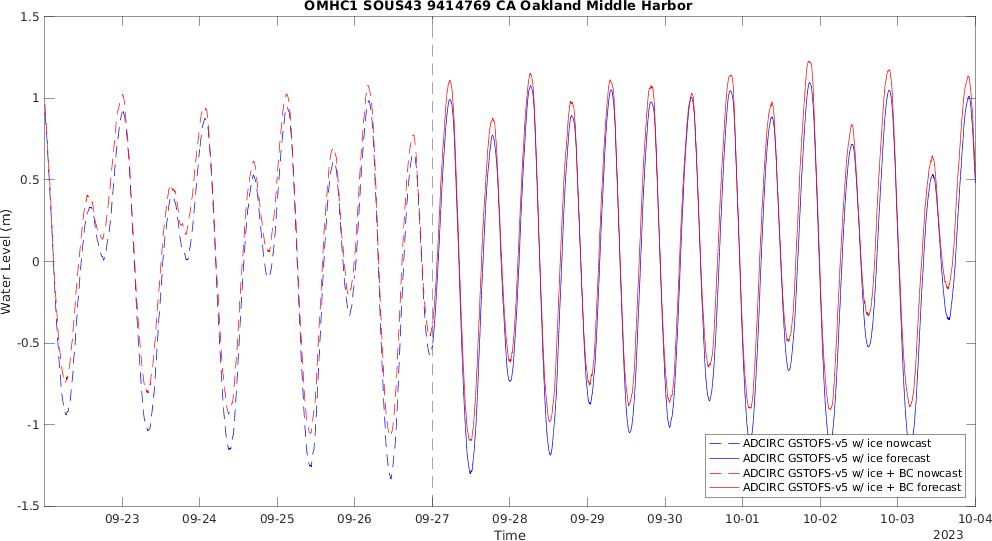 OMHC1 SOUS43 9414769 CA Oakland Middle Harbor
1.5
1
0.5
0
-0.5
-1
-1.5
Water Level (m)
09-23 09-24 09-25 09-26 09-27 09-28 09-29 09-30 10-01 10-02 10-03 10-04
Time
2023
ADCIRC GSTOFS-v5 w/ ice nowcast
ADCIRC GSTOFS-v5 w/ ice forecast
ADCIRC GSTOFS-v5 w/ ice + BC nowcast
ADCIRC GSTOFS-v5 w/ ice + BC forecast